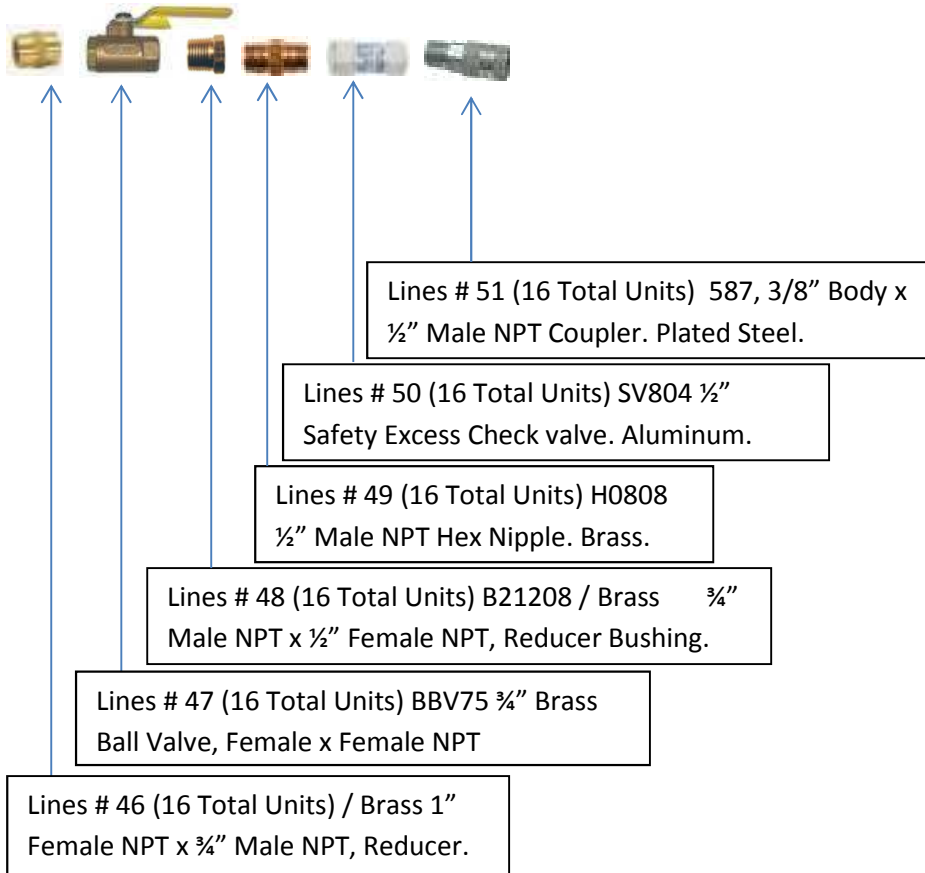 Lines # 51 (16 Total Units)  587, 3/8” Body x
½” Male NPT Coupler. Plated Steel.
Lines # 50 (16 Total Units) SV804 ½”
Safety Excess Check valve. Aluminum.
Lines # 49 (16 Total Units) H0808
½” Male NPT Hex Nipple. Brass.
Lines # 48 (16 Total Units) B21208 / Brass      ¾”
Male NPT x ½” Female NPT, Reducer Bushing.
Lines # 47 (16 Total Units) BBV75 ¾” Brass
Ball Valve, Female x Female NPT
Lines # 46 (16 Total Units) / Brass 1”
Female NPT x ¾” Male NPT, Reducer.